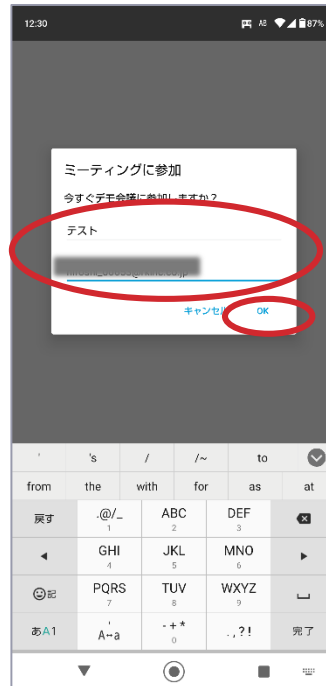 12:30 87%
ミーティングに参加
今すぐデモ会議に参加しますか？
テスト
キャンセル OK
' 's / /~ to
from the with for as at
戻す .@/_ 1 ABC 2 DEF 3
GHI 4 JKL 5 MNO 6
記 PQRS 7 TUV 8 WXYZ 9
あA1 ' A↔a - + * 0 . , ? ! 完了